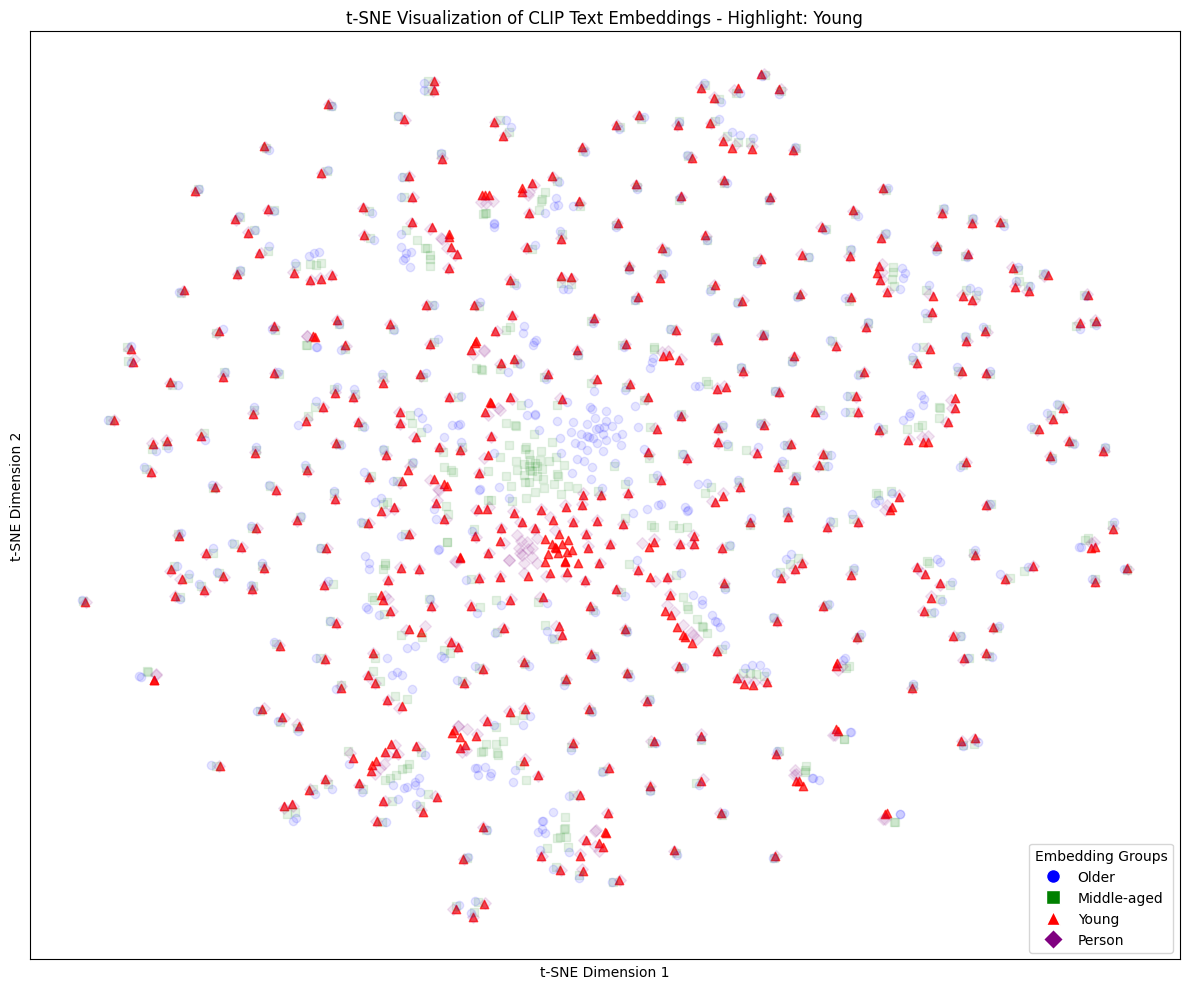 t-SNE Visualization of CLIP Text Embeddings - Highlight: Young
t-SNE Dimension 2
Embedding Groups
Older
Middle-aged
Young
Person
t-SNE Dimension 1